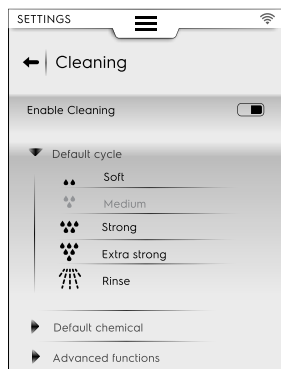 SETTINGS
Cleaning
Enable Cleaning
Default cycle
Soft
Medium
Strong
Extra strong
Rinse
Default chemical
Advanced functions